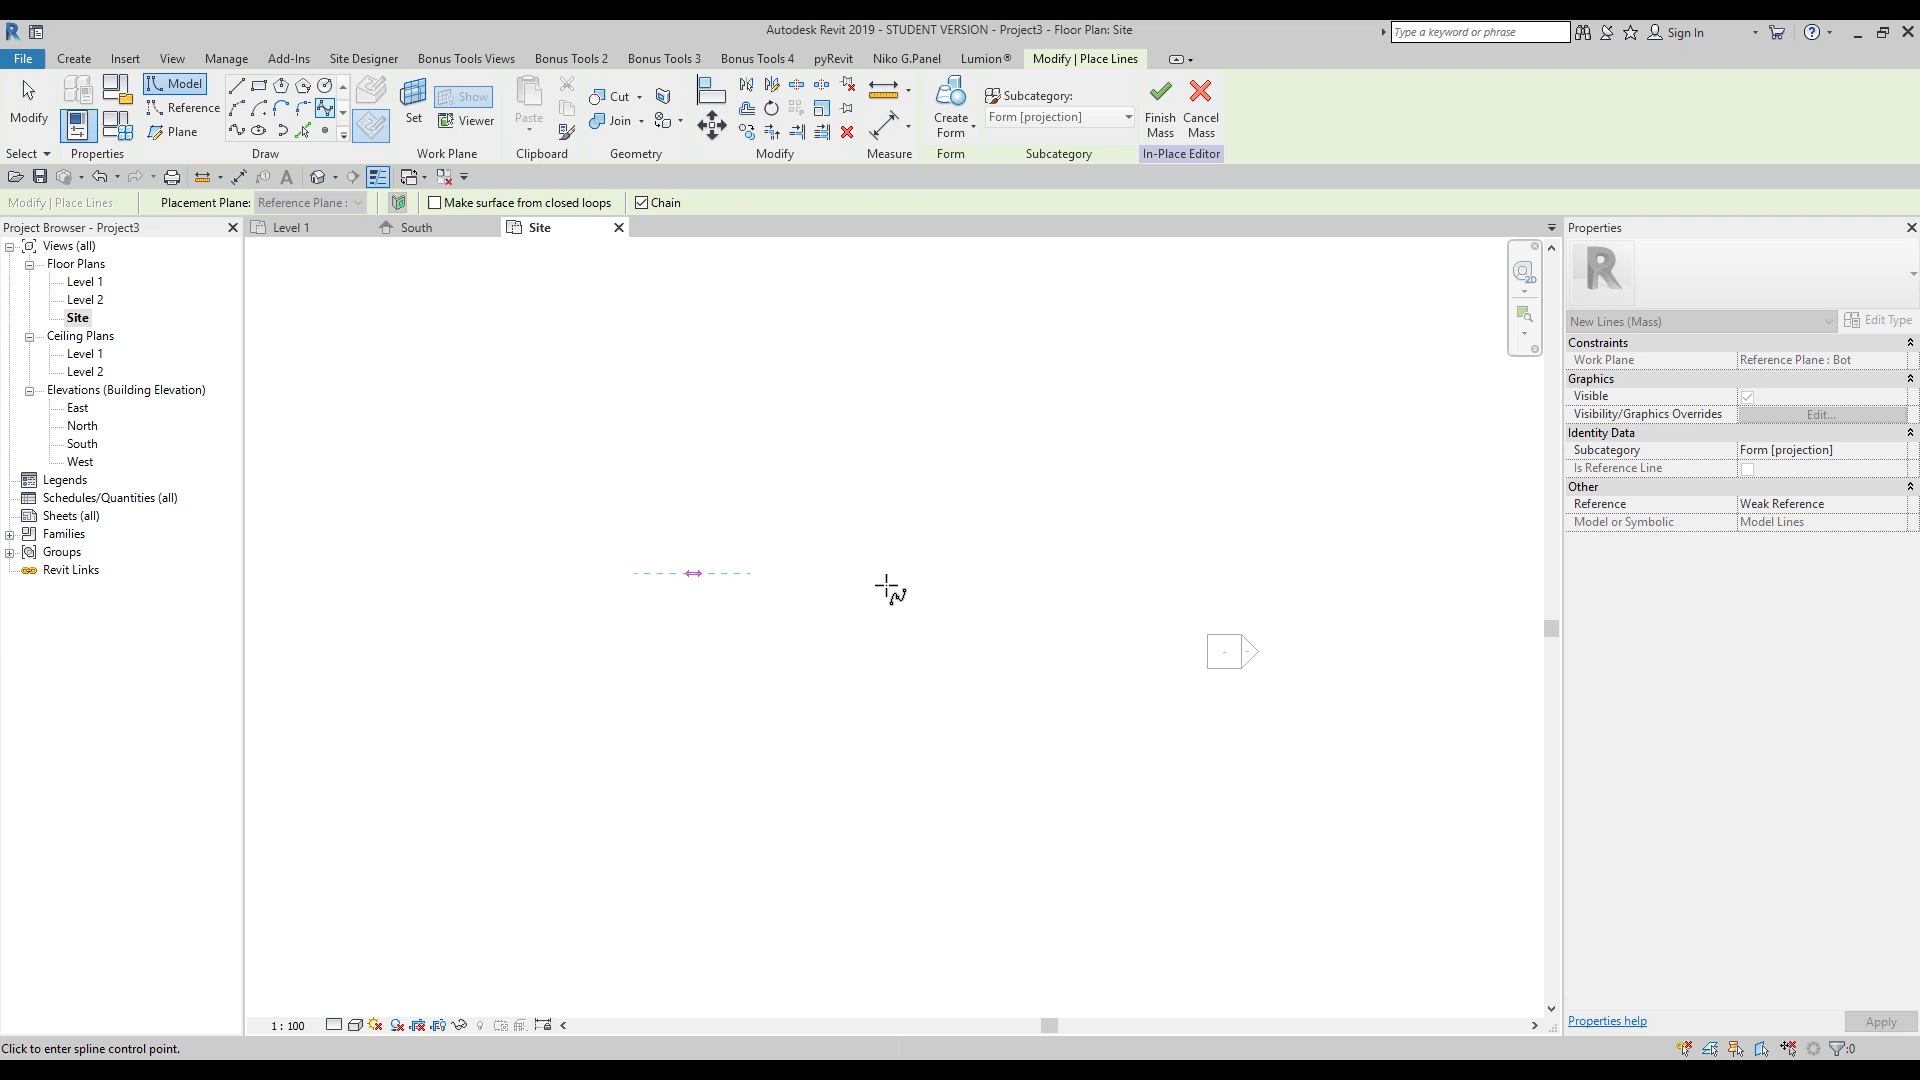 Autodesk Revit 2019 - STUDENT VERSION - Project3 - Floor Plan: Site
Type a keyword or phrase
Sign In
File Create Insert View Manage Add-Ins Site Designer Bonus Tools Views Bonus Tools 2 Bonus Tools 3 Bonus Tools 4 pyRevit Niko G.Panel Lumion® Modify | Place Lines
Modify
Model
Reference
Plane
Set
Show
Viewer
Paste
Cut
Join
Create Form
Subcategory:
Form [projection]
Finish Mass
Cancel Mass
Select Properties Draw Work Plane Clipboard Geometry Modify Measure Form Subcategory In-Place Editor
Modify | Place Lines Placement Plane: Reference Plane : Make surface from closed loops Chain
Project Browser - Project3
Views (all)
Floor Plans
Level 1
Level 2
Site
Ceiling Plans
Level 1
Level 2
Elevations (Building Elevation)
East
North
South
West
Legends
Schedules/Quantities (all)
Sheets (all)
Families
Groups
Revit Links
Level 1 South Site
2D
Properties
R
New Lines (Mass) Edit Type
Constraints
Work Plane Reference Plane : Bot
Graphics
Visible
Visibility/Graphics Overrides Edit...
Identity Data
Subcategory Form [projection]
Is Reference Line
Other
Reference Weak Reference
Model or Symbolic Model Lines
Properties help Apply
1 : 100
Click to enter spline control point.
:0